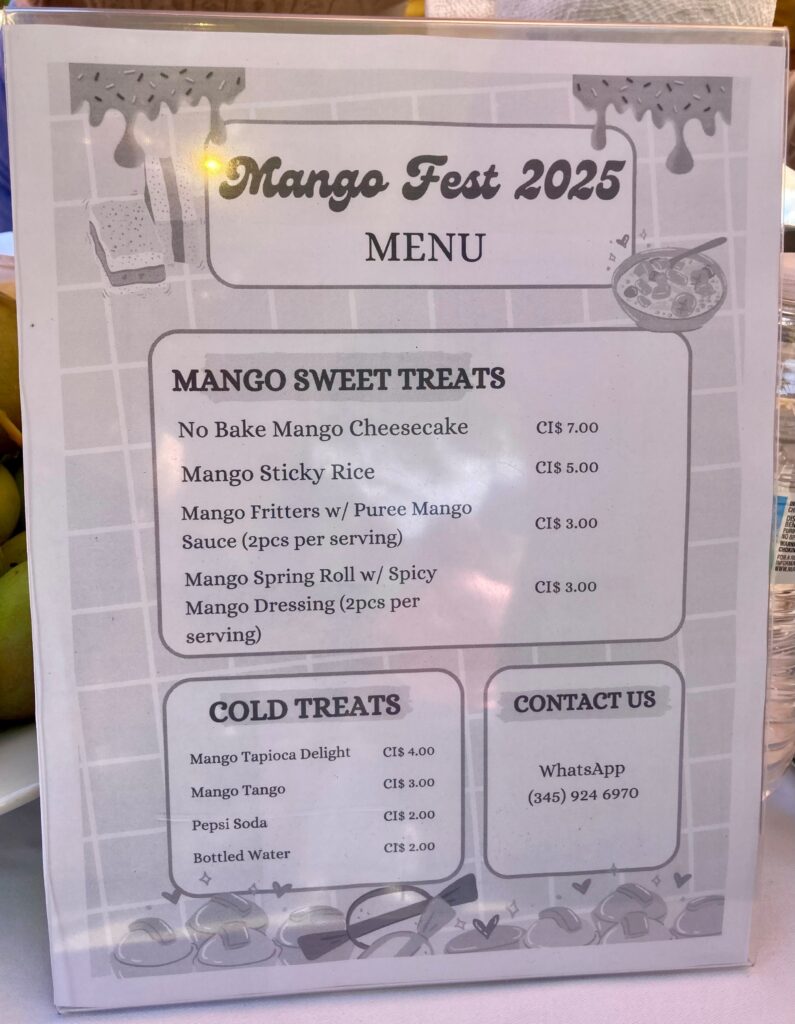 Mango Fest 2025
MENU
MANGO SWEET TREATS
No Bake Mango Cheesecake CI$ 7.00
Mango Sticky Rice CI$ 5.00
Mango Fritters w/ Puree Mango
Sauce (2pcs per serving) CI$ 3.00
Mango Spring Roll w/ Spicy
Mango Dressing (2pcs per
serving) CI$ 3.00
COLD TREATS
Mango Tapioca Delight CI$ 4.00
Mango Tango CI$ 3.00
Pepsi Soda CI$ 2.00
Bottled Water CI$ 2.00
CONTACT US
WhatsApp
(345) 924 6970